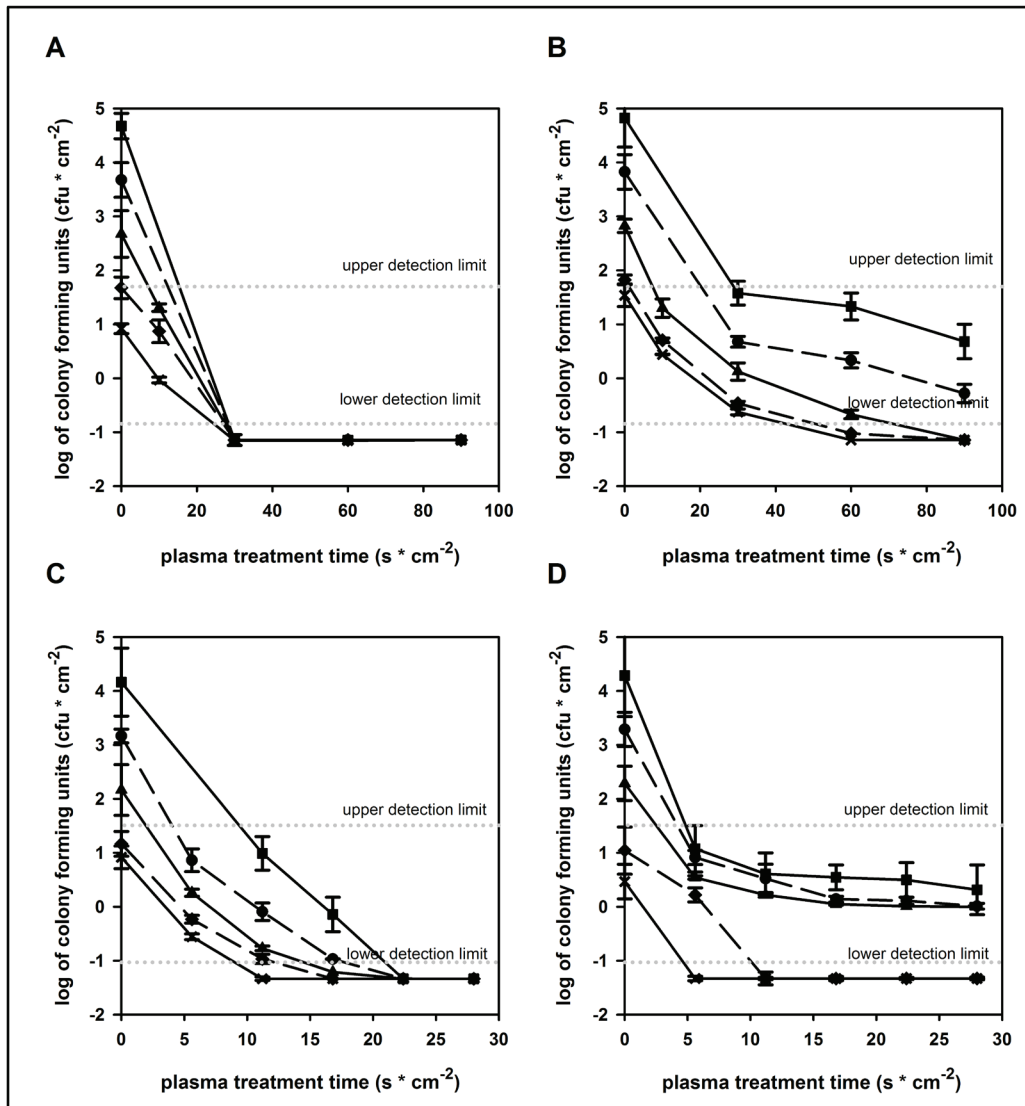 A
B
log of colony forming units (cfu * cm-2)
5
4
3
2
1
0
-1
-2
upper detection limit
lower detection limit
0 20 40 60 80 100
plasma treatment time (s * cm-2)
log of colony forming units (cfu * cm-2)
5
4
3
2
1
0
-1
-2
upper detection limit
lower detection limit
0 20 40 60 80 100
plasma treatment time (s * cm-2)
C
D
log of colony forming units (cfu * cm-2)
5
4
3
2
1
0
-1
-2
upper detection limit
lower detection limit
0 5 10 15 20 25 30
plasma treatment time (s * cm-2)
log of colony forming units (cfu * cm-2)
5
4
3
2
1
0
-1
-2
upper detection limit
lower detection limit
0 5 10 15 20 25 30
plasma treatment time (s * cm-2)